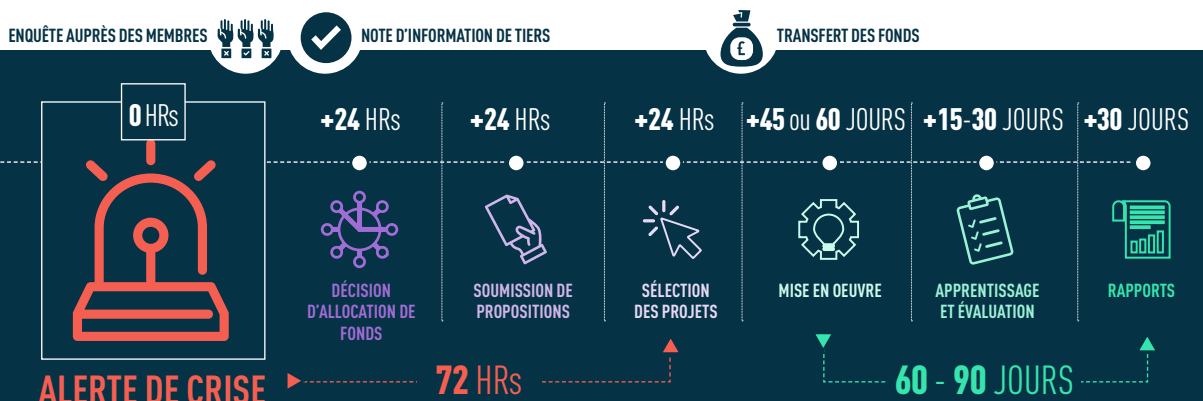 ENQUÊTE AUPRÈS DES MEMBRES
NOTE D'INFORMATION DE TIERS
£
TRANSFERT DES FONDS
0 HRs
+24 HRs
+24 HRs
+24 HRs
+45 ou 60 JOURS
+15-30 JOURS
+30 JOURS
DÉCISION
D'ALLOCATION DE
FONDS
SOUMISSION DE
PROPOSITIONS
SÉLECTION
DES PROJETS
MISE EN OEUVRE
APPRENTISSAGE
ET ÉVALUATION
RAPPORTS
ALERTE DE CRISE
72 HRs
60 - 90 JOURS